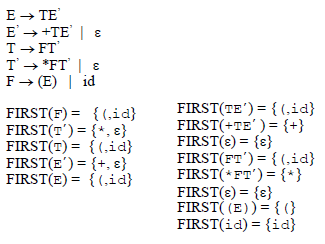 E → TE'
E' → +TE' | ε
T → FT'
T' → *FT' | ε
F → (E) | id
FIRST(F) = {(,id}
FIRST(T') = {*, ε}
FIRST(T) = {(,id}
FIRST(E') = {+, ε}
FIRST(E) = {(,id}
FIRST(TE') = {(,id}
FIRST(+TE') = {+}
FIRST(ε) = {ε}
FIRST(FT') = {(,id}
FIRST(*FT') = {*}
FIRST(ε) = {ε}
FIRST((E)) = {(}
FIRST(id) = {id}